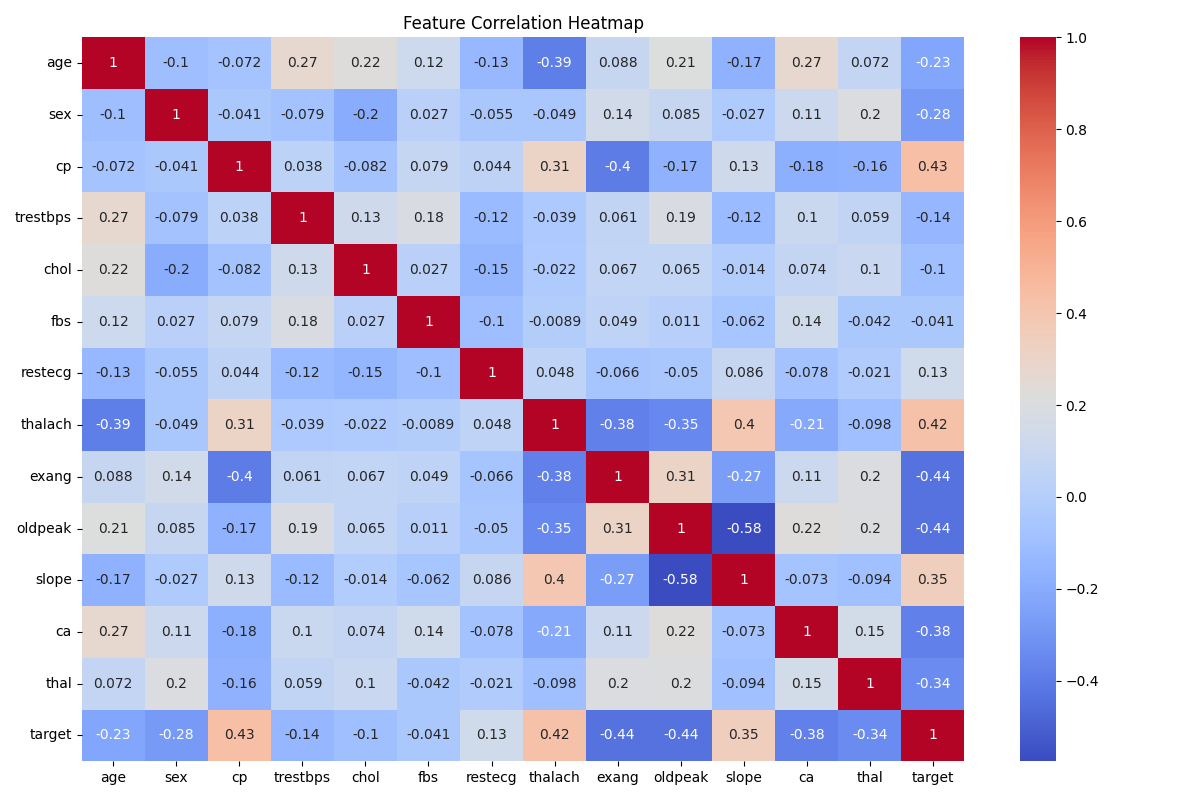 Feature Correlation Heatmap
age 1 -0.1 -0.072 0.27 0.22 0.12 -0.13 -0.39 0.088 0.21 -0.17 0.27 0.072 -0.23
sex -0.1 1 -0.041 -0.079 -0.2 0.027 -0.055 -0.049 0.14 0.085 -0.027 0.11 0.2 -0.28
cp -0.072 -0.041 1 0.038 -0.082 0.079 0.044 0.31 -0.4 -0.17 0.13 -0.18 -0.16 0.43
trestbps 0.27 -0.079 0.038 1 0.13 0.18 -0.12 -0.039 0.061 0.19 -0.12 0.1 0.059 -0.14
chol 0.22 -0.2 -0.082 0.13 1 0.027 -0.15 -0.022 0.067 0.065 -0.014 0.074 0.1 -0.1
fbs 0.12 0.027 0.079 0.18 0.027 1 -0.1 -0.0089 0.049 0.011 -0.062 0.14 -0.042 -0.041
restecg -0.13 -0.055 0.044 -0.12 -0.15 -0.1 1 0.048 -0.066 -0.05 0.086 -0.078 -0.021 0.13
thalach -0.39 -0.049 0.31 -0.039 -0.022 -0.0089 0.048 1 -0.38 -0.35 0.4 -0.21 -0.098 0.42
exang 0.088 0.14 -0.4 0.061 0.067 0.049 -0.066 -0.38 1 0.31 -0.27 0.11 0.2 -0.44
oldpeak 0.21 0.085 -0.17 0.19 0.065 0.011 -0.05 -0.35 0.31 1 -0.58 0.22 0.2 -0.44
slope -0.17 -0.027 0.13 -0.12 -0.014 -0.062 0.086 0.4 -0.27 -0.58 1 -0.073 -0.094 0.35
ca 0.27 0.11 -0.18 0.1 0.074 0.14 -0.078 -0.21 0.11 0.22 -0.073 1 0.15 -0.38
thal 0.072 0.2 -0.16 0.059 0.1 -0.042 -0.021 -0.098 0.2 0.2 -0.094 0.15 1 -0.34
target -0.23 -0.28 0.43 -0.14 -0.1 -0.041 0.13 0.42 -0.44 -0.44 0.35 -0.38 -0.34 1
age sex cp trestbps chol fbs restecg thalach exang oldpeak slope ca thal target
1.0
0.8
0.6
0.4
0.2
0.0
−0.2
−0.4